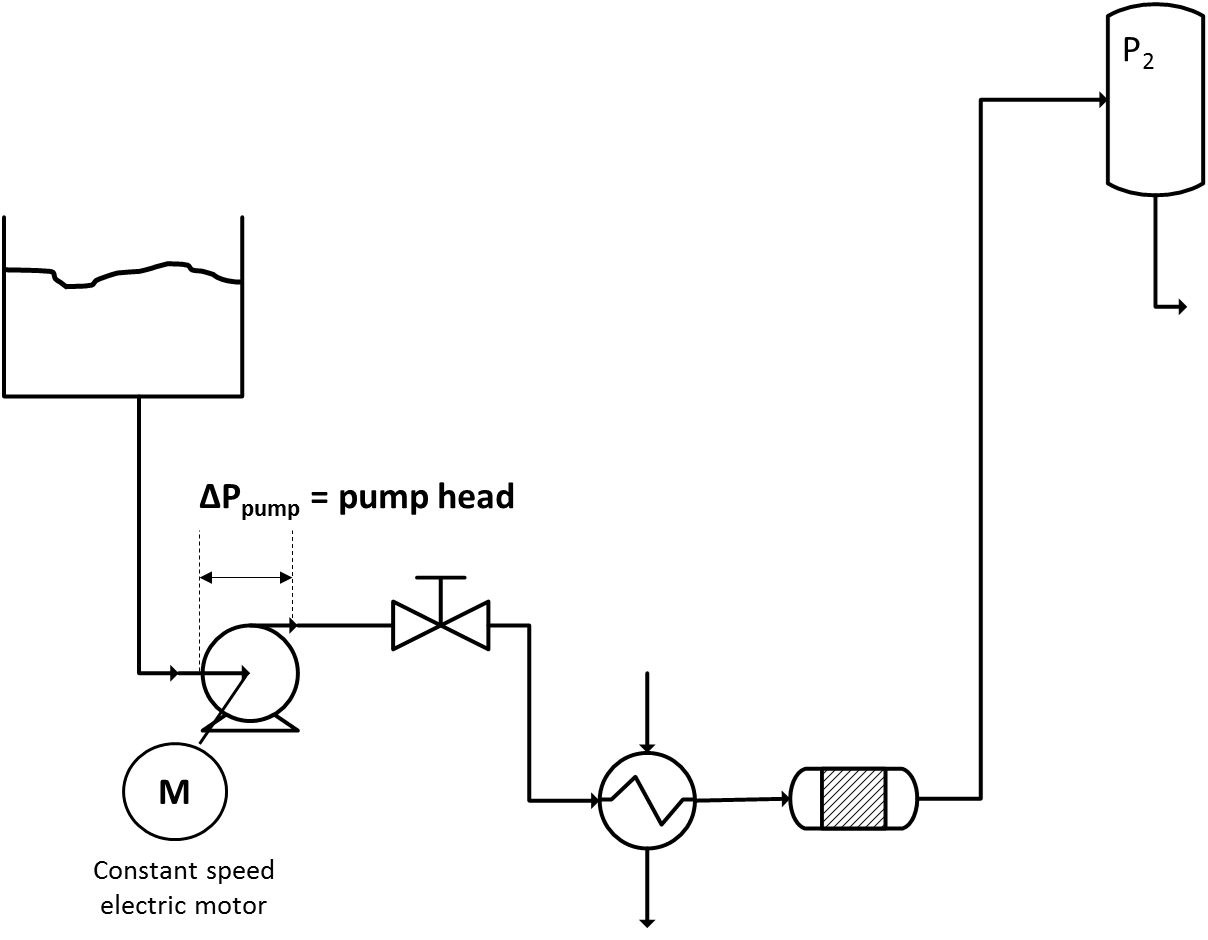 P2
ΔPpump = pump head
M
Constant speed
electric motor